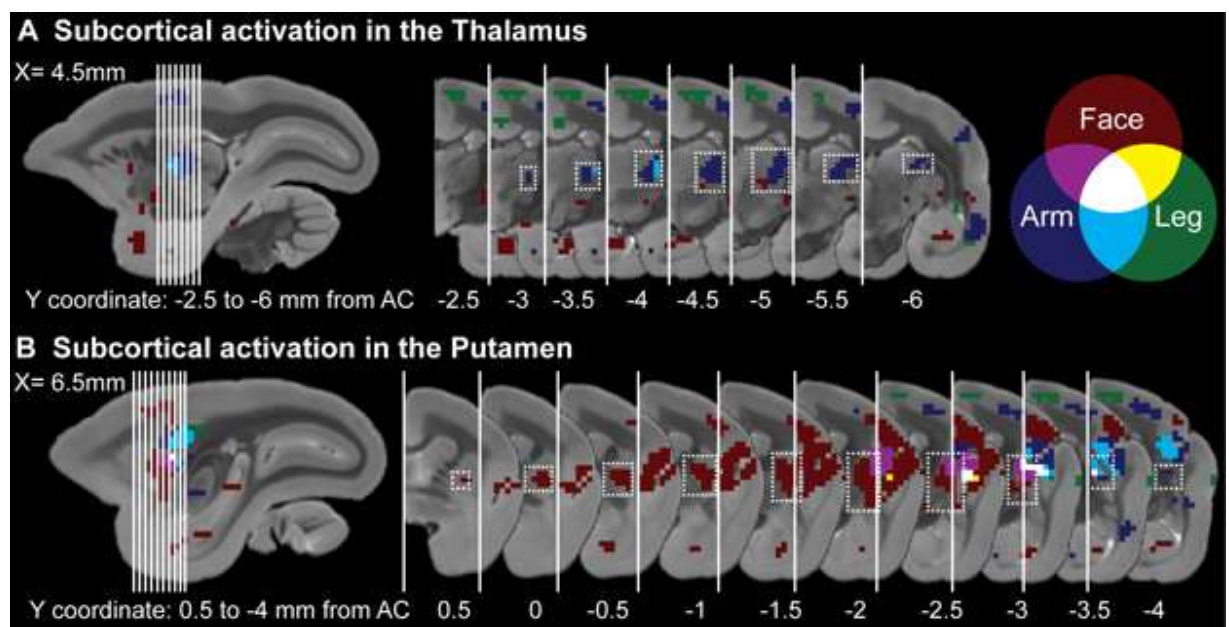 A Subcortical activation in the Thalamus
X= 4.5mm
Face
Arm Leg
Y coordinate: -2.5 to -6 mm from AC -2.5 -3 -3.5 -4 -4.5 -5 -5.5 -6
B Subcortical activation in the Putamen
X= 6.5mm
Y coordinate: 0.5 to -4 mm from AC 0.5 0 -0.5 -1 -1.5 -2 -2.5 -3 -3.5 -4